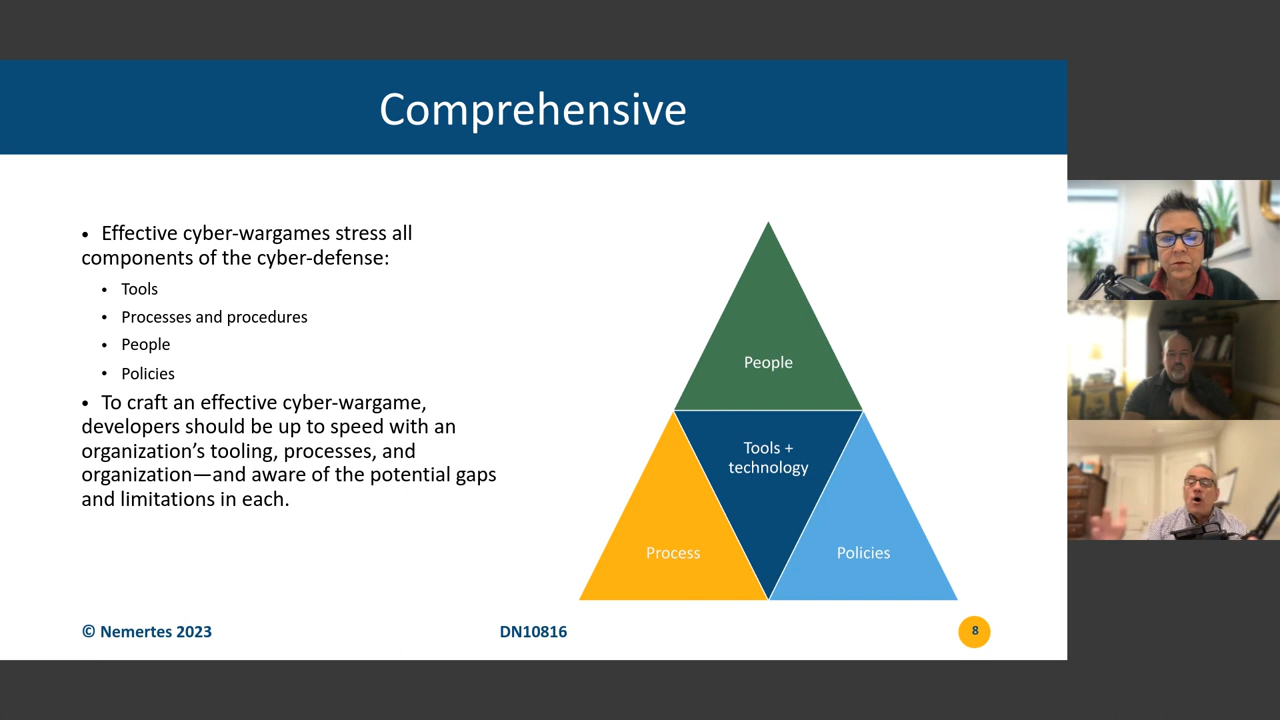 Comprehensive
• Effective cyber-wargames stress all
components of the cyber-defense:
• Tools
• Processes and procedures
• People
• Policies
• To craft an effective cyber-wargame,
developers should be up to speed with an
organization’s tooling, processes, and
organization—and aware of the potential gaps
and limitations in each.
People
Tools +
technology
Process
Policies
© Nemertes 2023
DN10816
8